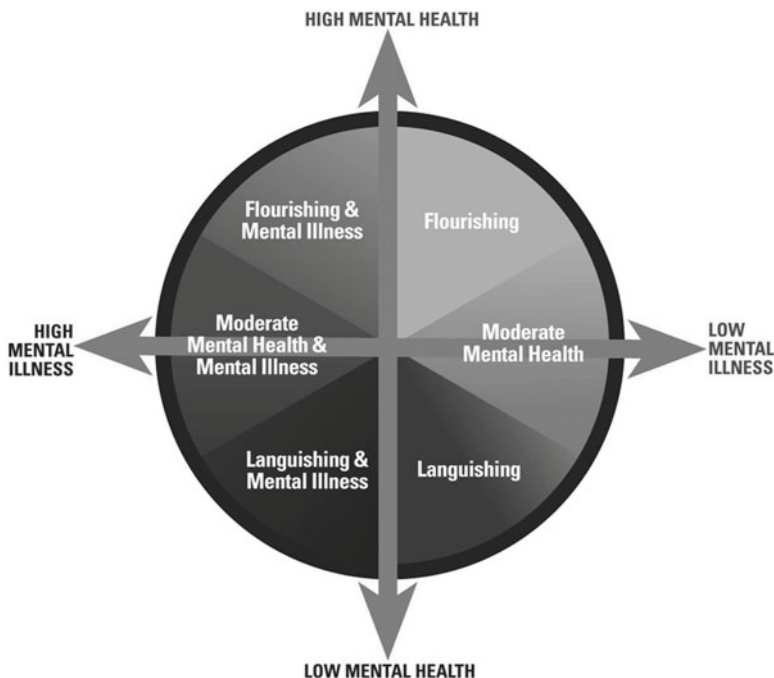 HIGH MENTAL HEALTH
Flourishing &
Mental Illness
Flourishing
HIGH
MENTAL
ILLNESS
Moderate
Mental Health &
Mental Illness
Moderate
Mental Health
LOW
MENTAL
ILLNESS
Languishing &
Mental Illness
Languishing
LOW MENTAL HEALTH